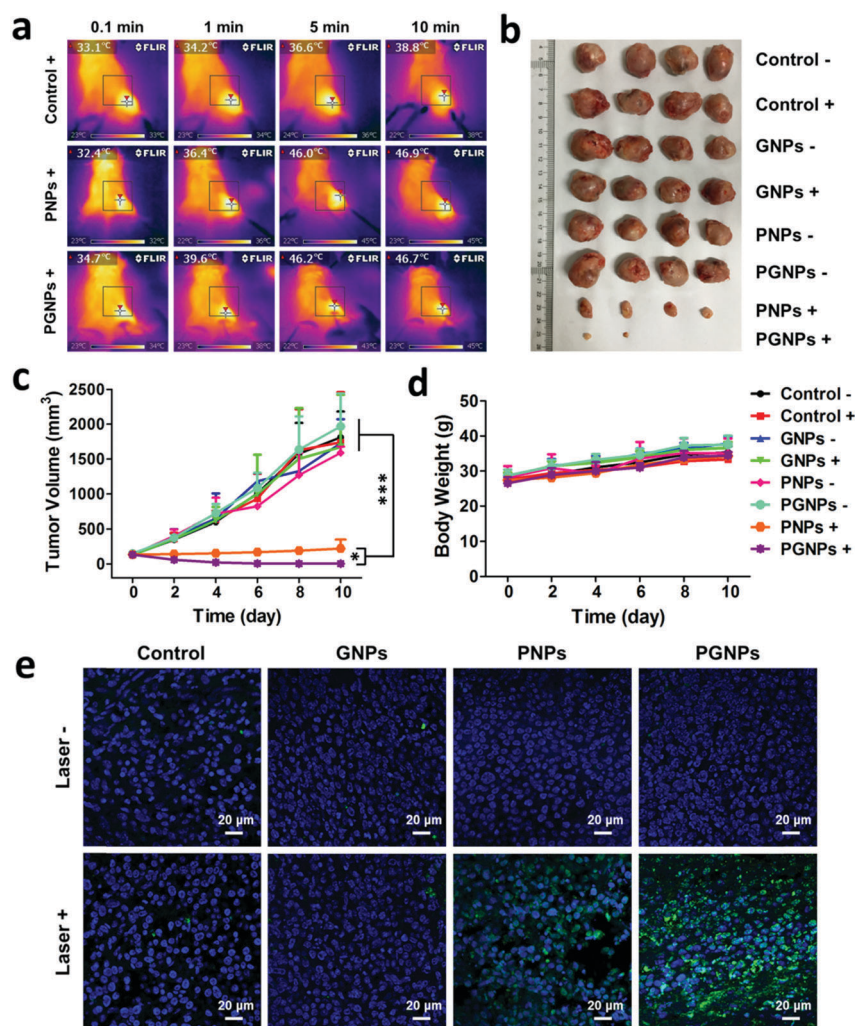 a
0.1 min 1 min 5 min 10 min
Control +
33.1°C FLIR
23°C 33°C
34.2°C FLIR
23°C 34°C
36.6°C FLIR
24°C 36°C
38.8°C FLIR
23°C 38°C
PNPs +
32.4°C FLIR
23°C 32°C
36.4°C FLIR
22°C 36°C
46.0°C FLIR
22°C 45°C
46.9°C FLIR
22°C 45°C
PGNPs +
34.7°C FLIR
23°C 34°C
39.6°C FLIR
23°C 38°C
46.2°C FLIR
23°C 45°C
46.7°C FLIR
23°C 45°C
b
Control -
Control +
GNPs -
GNPs +
PNPs -
PGNPs -
PNPs +
PGNPs +
c
Tumor Volume (mm³)
2500
2000
1500
1000
500
0
0 2 4 6 8 10
Time (day)
***
*
d
Body Weight (g)
50
40
30
20
10
0
0 2 4 6 8 10
Time (day)
Control -
Control +
GNPs -
GNPs +
PNPs -
PGNPs -
PNPs +
PGNPs +
e
Control GNPs PNPs PGNPs
Laser -
20 µm 20 µm 20 µm 20 µm
Laser +
20 µm 20 µm 20 µm 20 µm